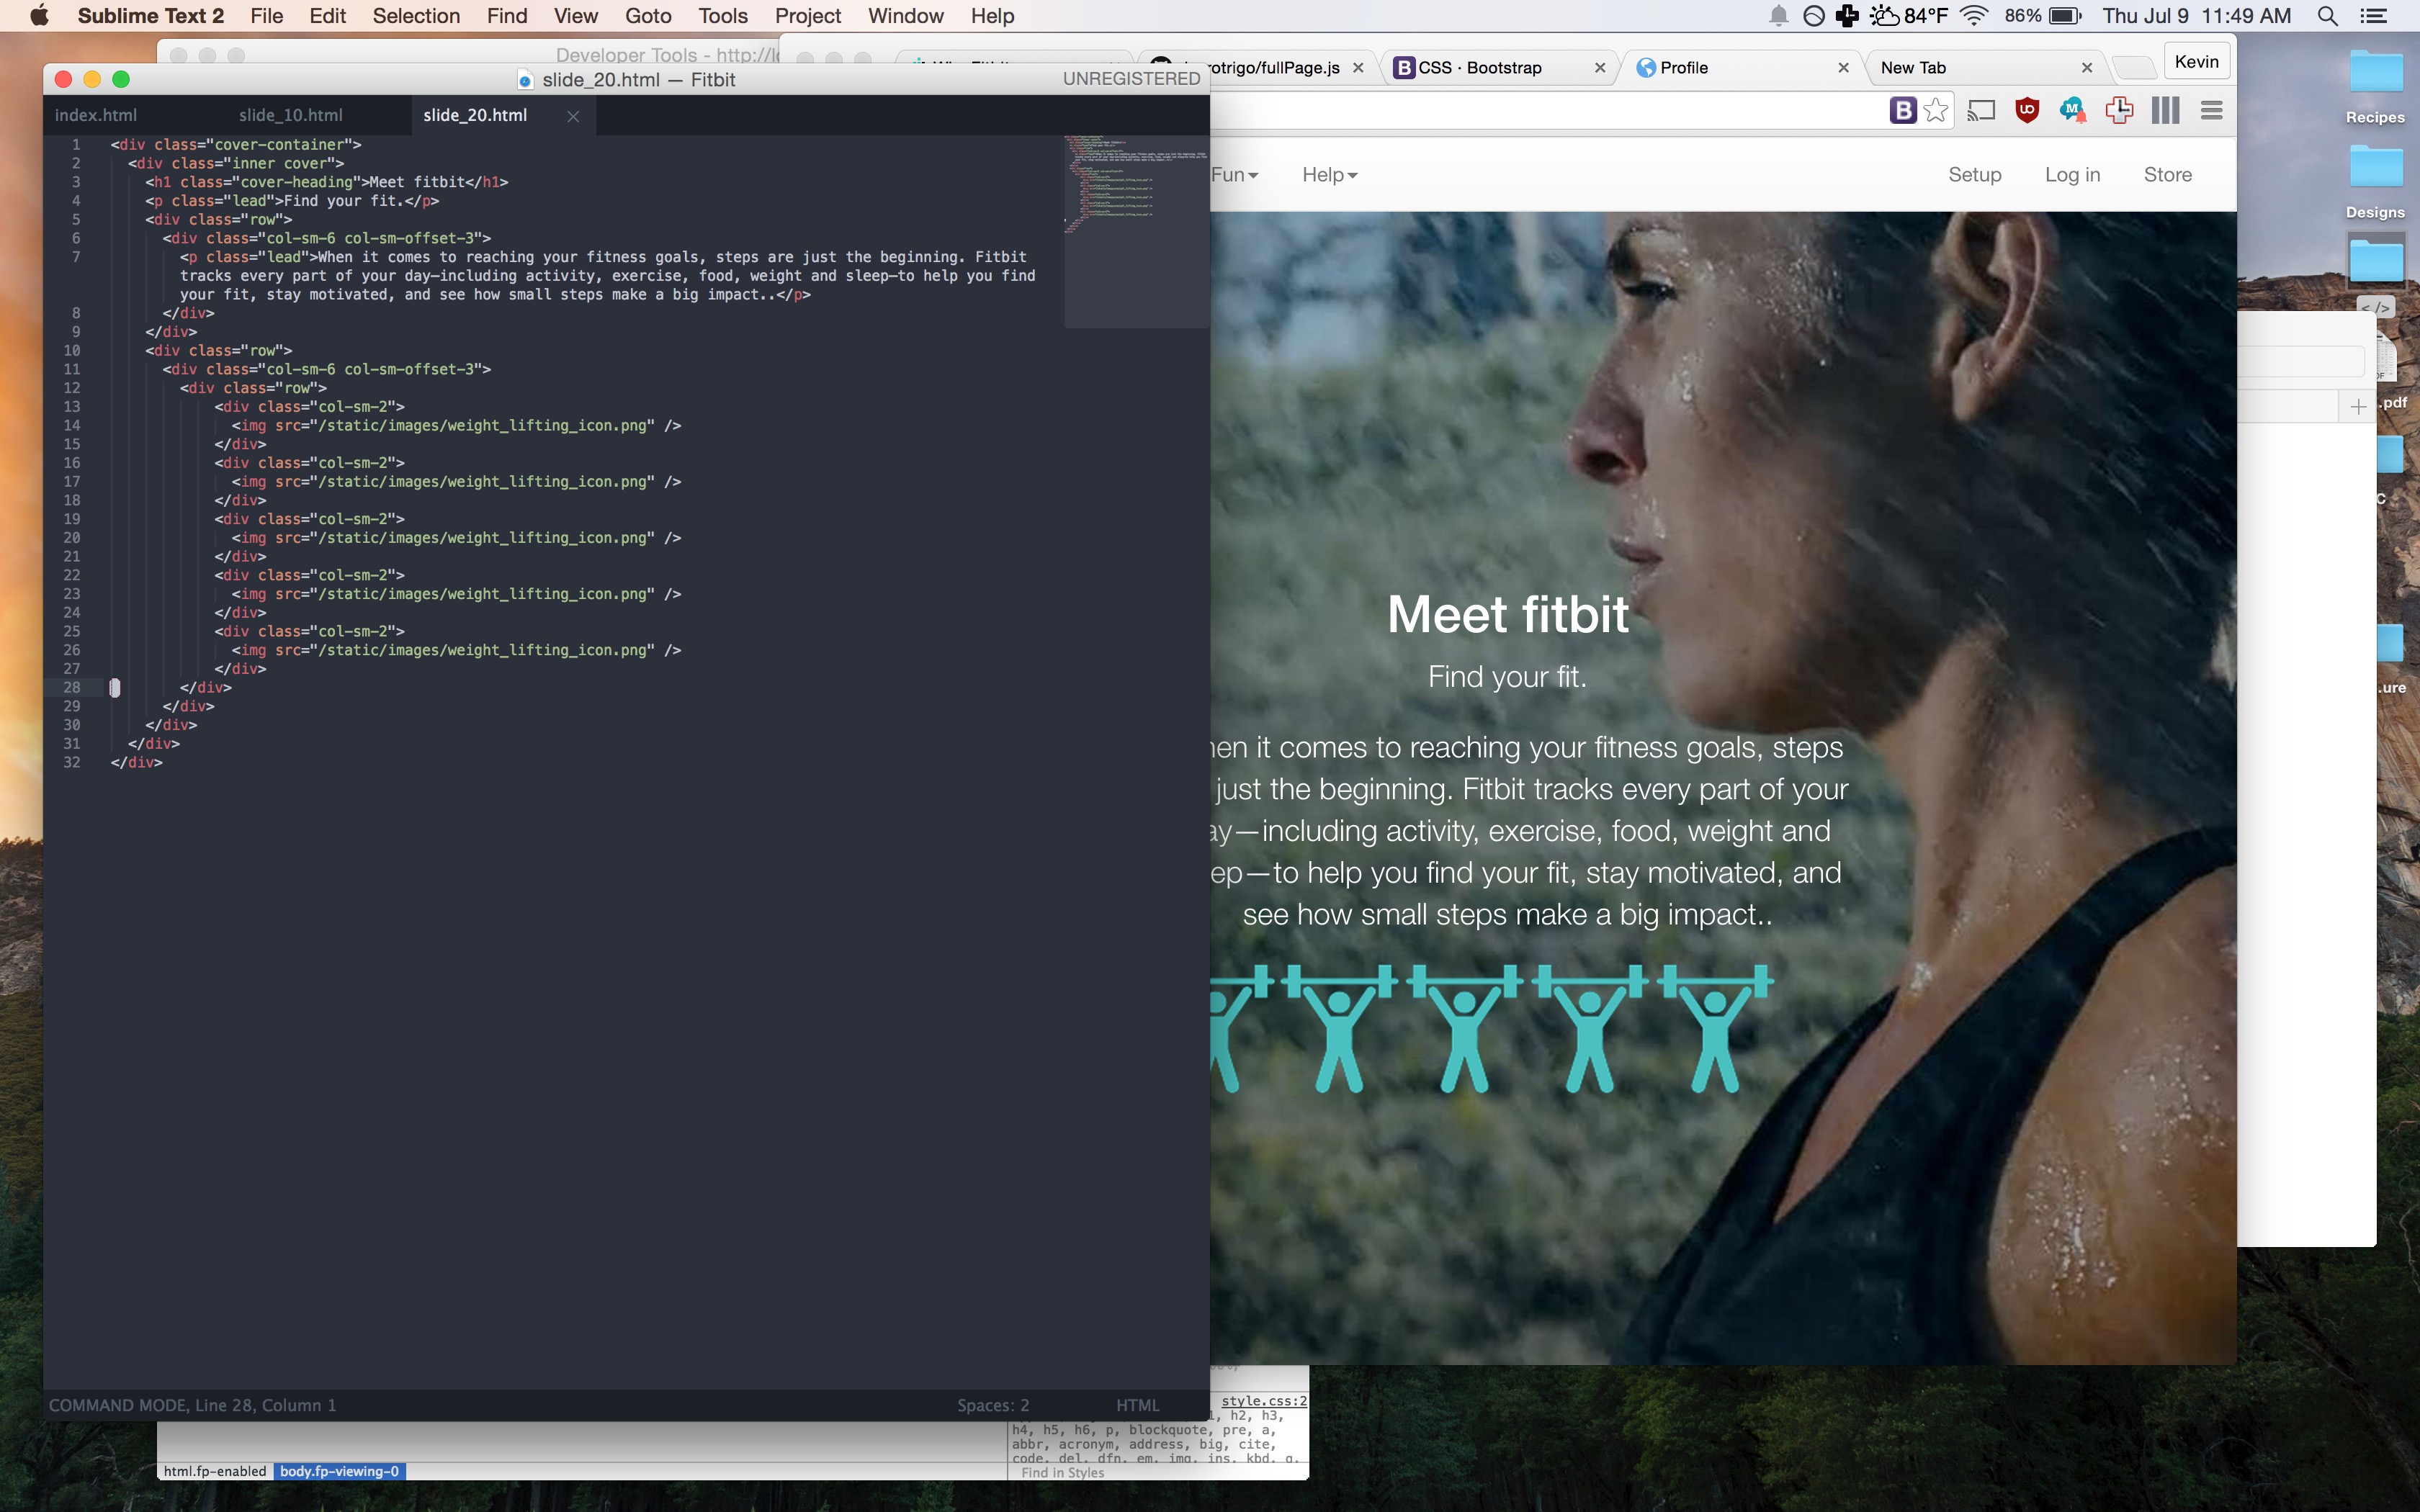 Sublime Text 2 File Edit Selection Find View Goto Tools Project Window Help 84°F 86% Thu Jul 9 11:49 AM
Developer Tools - http://l
slide_20.html — Fitbit UNREGISTERED
rotrigo/fullPage.js CSS · Bootstrap Profile New Tab Kevin
index.html slide_10.html slide_20.html
1 <div class="cover-container">
2 <div class="inner cover">
3 <h1 class="cover-heading">Meet fitbit</h1>
4 <p class="lead">Find your fit.</p>
5 <div class="row">
6 <div class="col-sm-6 col-sm-offset-3">
7 <p class="lead">When it comes to reaching your fitness goals, steps are just the beginning. Fitbit
tracks every part of your day—including activity, exercise, food, weight and sleep—to help you find
your fit, stay motivated, and see how small steps make a big impact..</p>
8 </div>
9 </div>
10 <div class="row">
11 <div class="col-sm-6 col-sm-offset-3">
12 <div class="row">
13 <div class="col-sm-2">
14 <img src="/static/images/weight_lifting_icon.png" />
15 </div>
16 <div class="col-sm-2">
17 <img src="/static/images/weight_lifting_icon.png" />
18 </div>
19 <div class="col-sm-2">
20 <img src="/static/images/weight_lifting_icon.png" />
21 </div>
22 <div class="col-sm-2">
23 <img src="/static/images/weight_lifting_icon.png" />
24 </div>
25 <div class="col-sm-2">
26 <img src="/static/images/weight_lifting_icon.png" />
27 </div>
28 </div>
29 </div>
30 </div>
31 </div>
32 </div>
COMMAND MODE, Line 28, Column 1 Spaces: 2 HTML
Fun Help Setup Log in Store
Meet fitbit
Find your fit.
en it comes to reaching your fitness goals, steps
just the beginning. Fitbit tracks every part of your
ay—including activity, exercise, food, weight and
ep—to help you find your fit, stay motivated, and
see how small steps make a big impact..
style.css:2
h2, h3,
h4, h5, h6, p, blockquote, pre, a,
abbr, acronym, address, big, cite,
code, del, dfn, em, img, ins, kbd, q,
Find in Styles
html.fp-enabled body.fp-viewing-0
Recipes
Designs
</>
.pdf
C
.ure